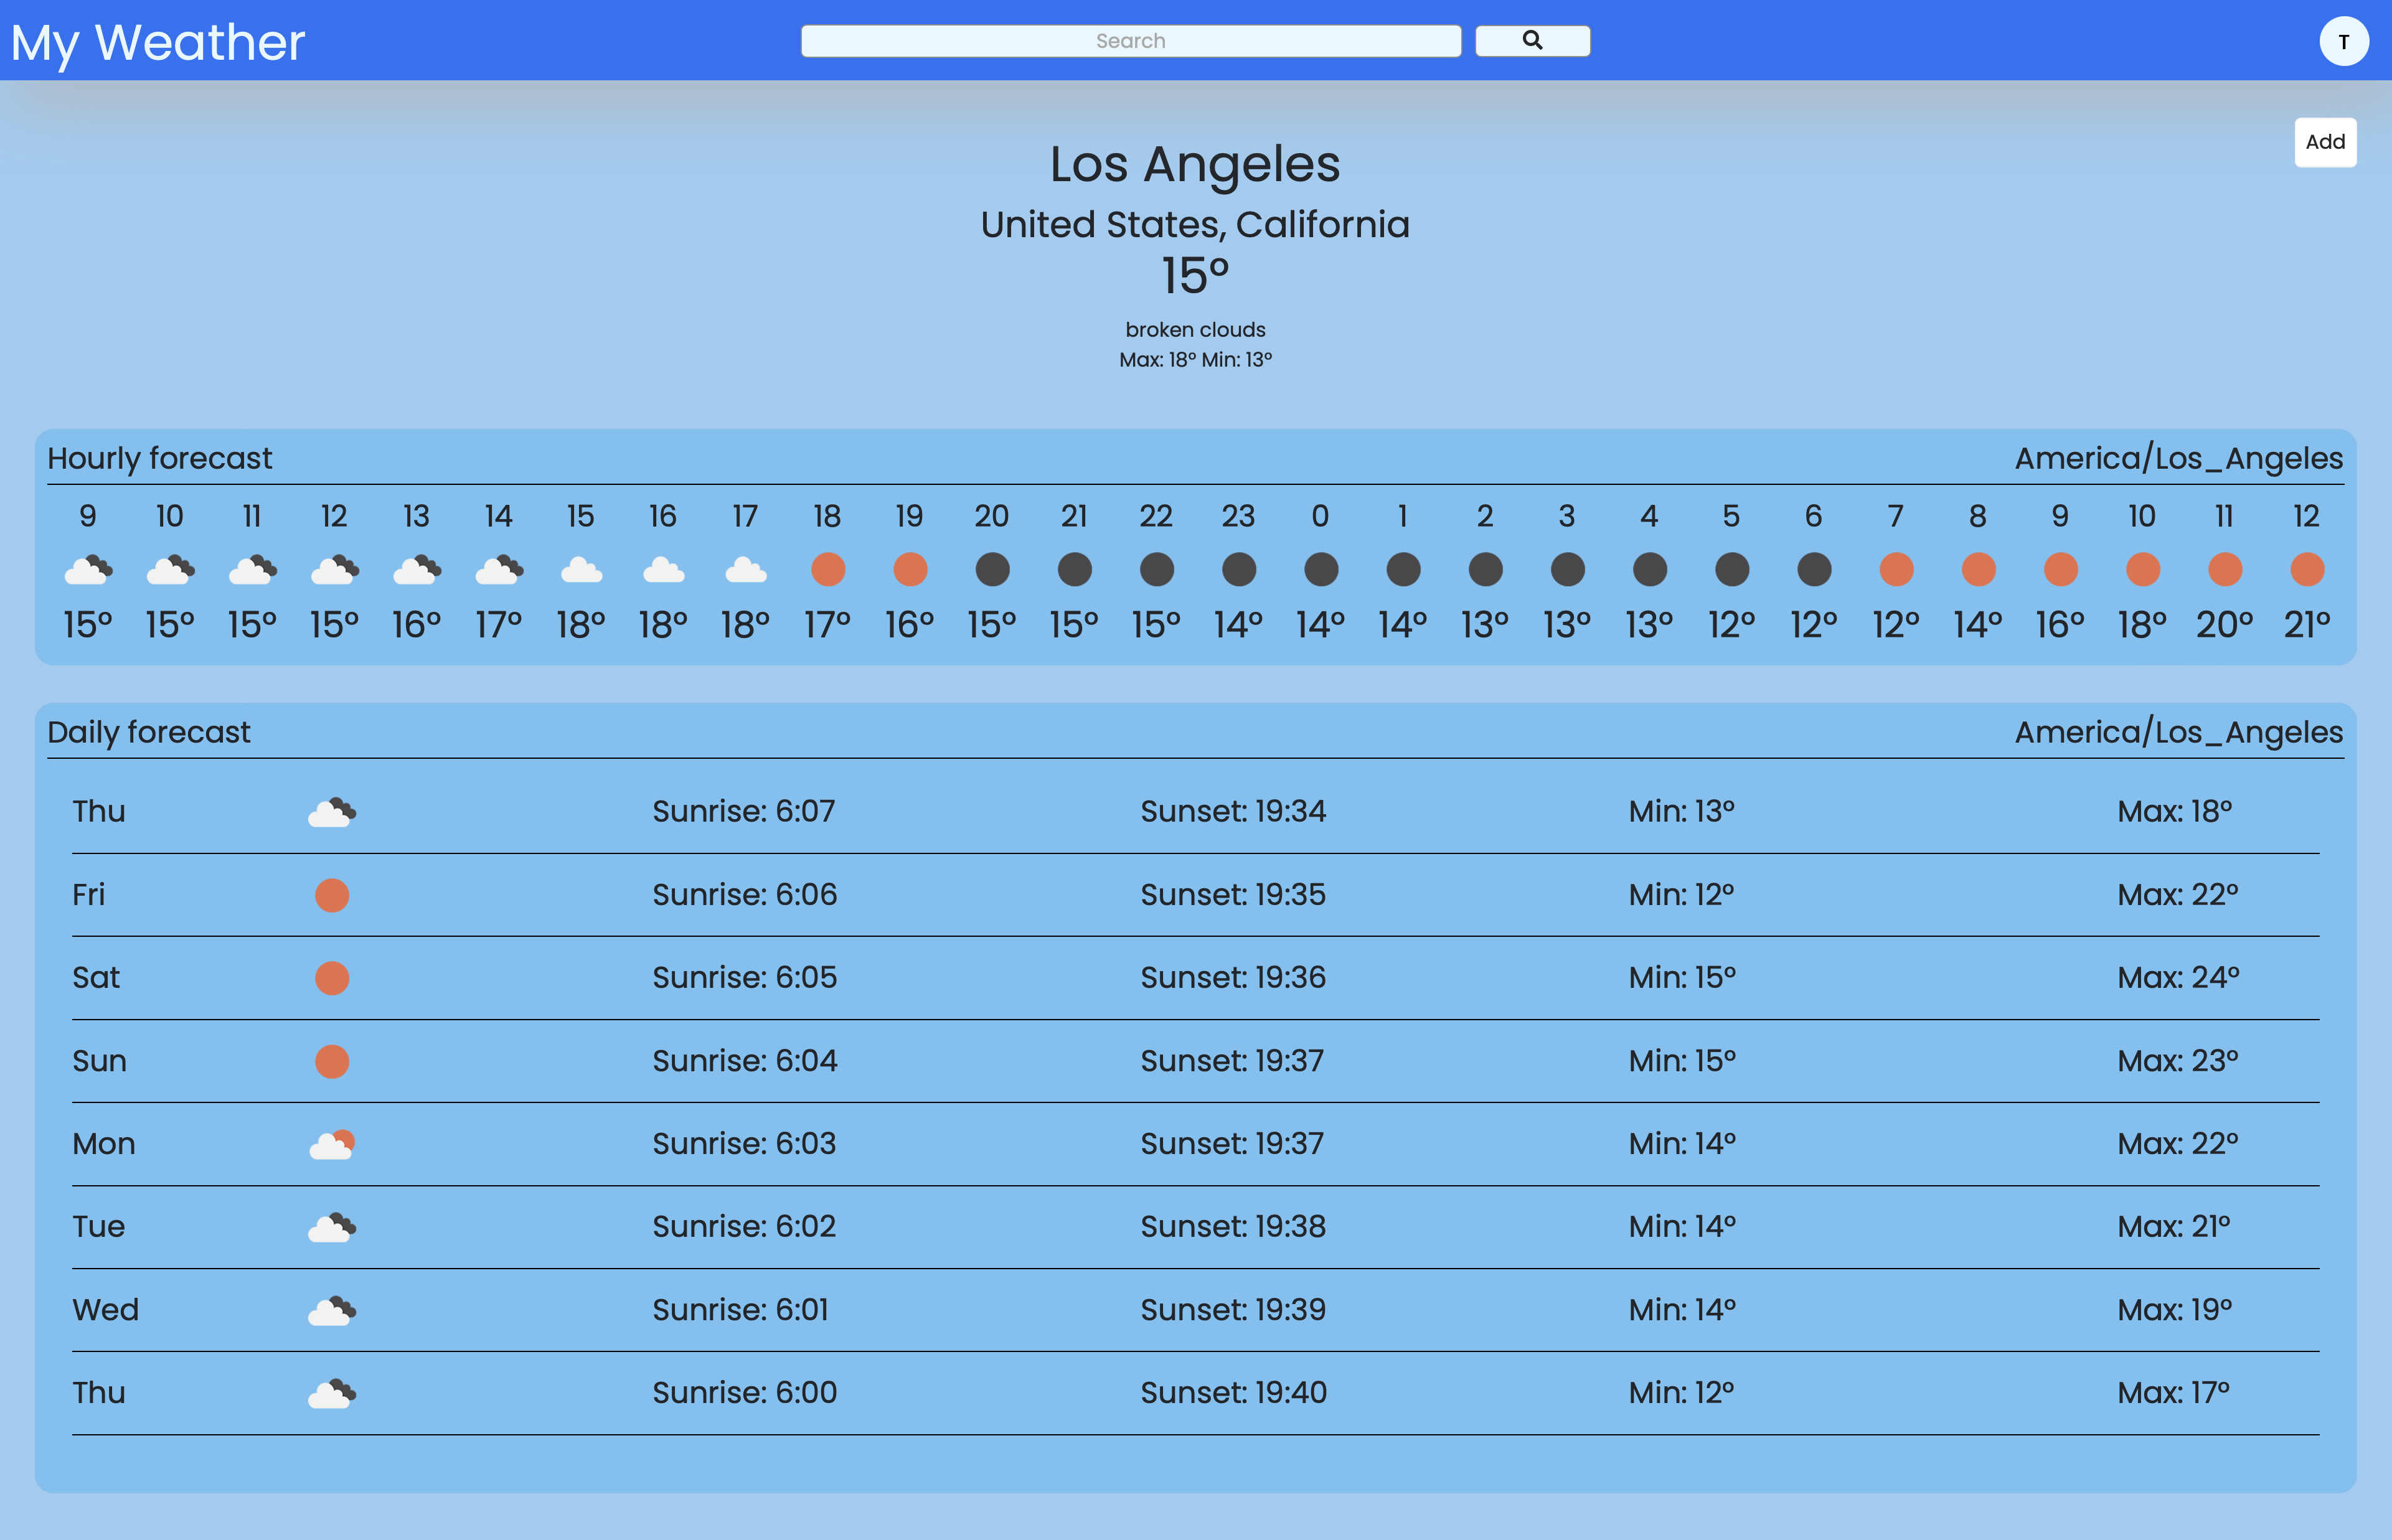 My Weather
Search
T
Add
Los Angeles
United States, California
15°
broken clouds
Max: 18° Min: 13°
Hourly forecast America/Los_Angeles
9 10 11 12 13 14 15 16 17 18 19 20 21 22 23 0 1 2 3 4 5 6 7 8 9 10 11 12
15° 15° 15° 15° 16° 17° 18° 18° 18° 17° 16° 15° 15° 15° 14° 14° 14° 13° 13° 13° 12° 12° 12° 14° 16° 18° 20° 21°
Daily forecast America/Los_Angeles
Thu Sunrise: 6:07 Sunset: 19:34 Min: 13° Max: 18°
Fri Sunrise: 6:06 Sunset: 19:35 Min: 12° Max: 22°
Sat Sunrise: 6:05 Sunset: 19:36 Min: 15° Max: 24°
Sun Sunrise: 6:04 Sunset: 19:37 Min: 15° Max: 23°
Mon Sunrise: 6:03 Sunset: 19:37 Min: 14° Max: 22°
Tue Sunrise: 6:02 Sunset: 19:38 Min: 14° Max: 21°
Wed Sunrise: 6:01 Sunset: 19:39 Min: 14° Max: 19°
Thu Sunrise: 6:00 Sunset: 19:40 Min: 12° Max: 17°